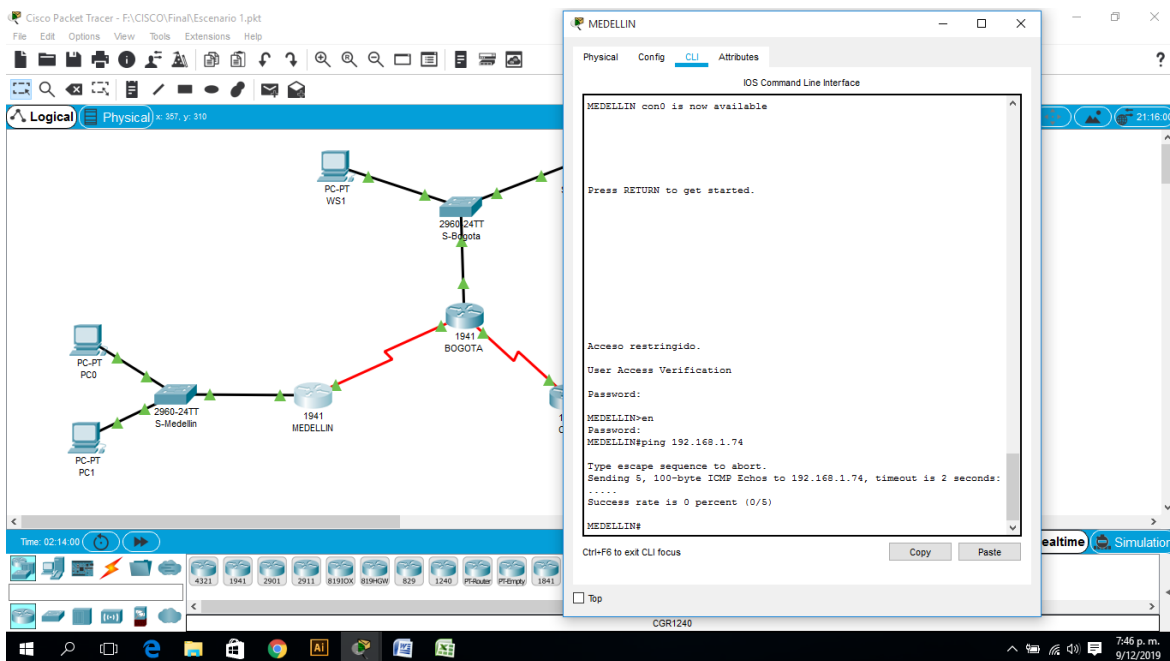 Cisco Packet Tracer - F:\CISCO\Final\Escenario 1.pkt
File Edit Options View Tools Extensions Help
?
Logical
Physical
x: 357, y: 310
21:16:00
PC-PT
WS1
2960-24TT
S-Bogota
1941
BOGOTA
PC-PT
PC0
2960-24TT
S-Medellin
1941
MEDELLIN
PC-PT
PC1
MEDELLIN
Physical Config CLI Attributes
IOS Command Line Interface
MEDELLIN con0 is now available
Press RETURN to get started.
Acceso restringido.
User Access Verification
Password:
MEDELLIN>en
Password:
MEDELLIN#ping 192.168.1.74
Type escape sequence to abort.
Sending 5, 100-byte ICMP Echos to 192.168.1.74, timeout is 2 seconds:
.....
Success rate is 0 percent (0/5)
MEDELLIN#
Ctrl+F6 to exit CLI focus
Copy
Paste
Top
Time: 02:14:00
ealtime
Simulation
4321 1941 2901 2911 819IOX 819HGW 829 1240 PT-Router PT-Empty 1841
CGR1240
Ai
7:46 p. m.
9/12/2019